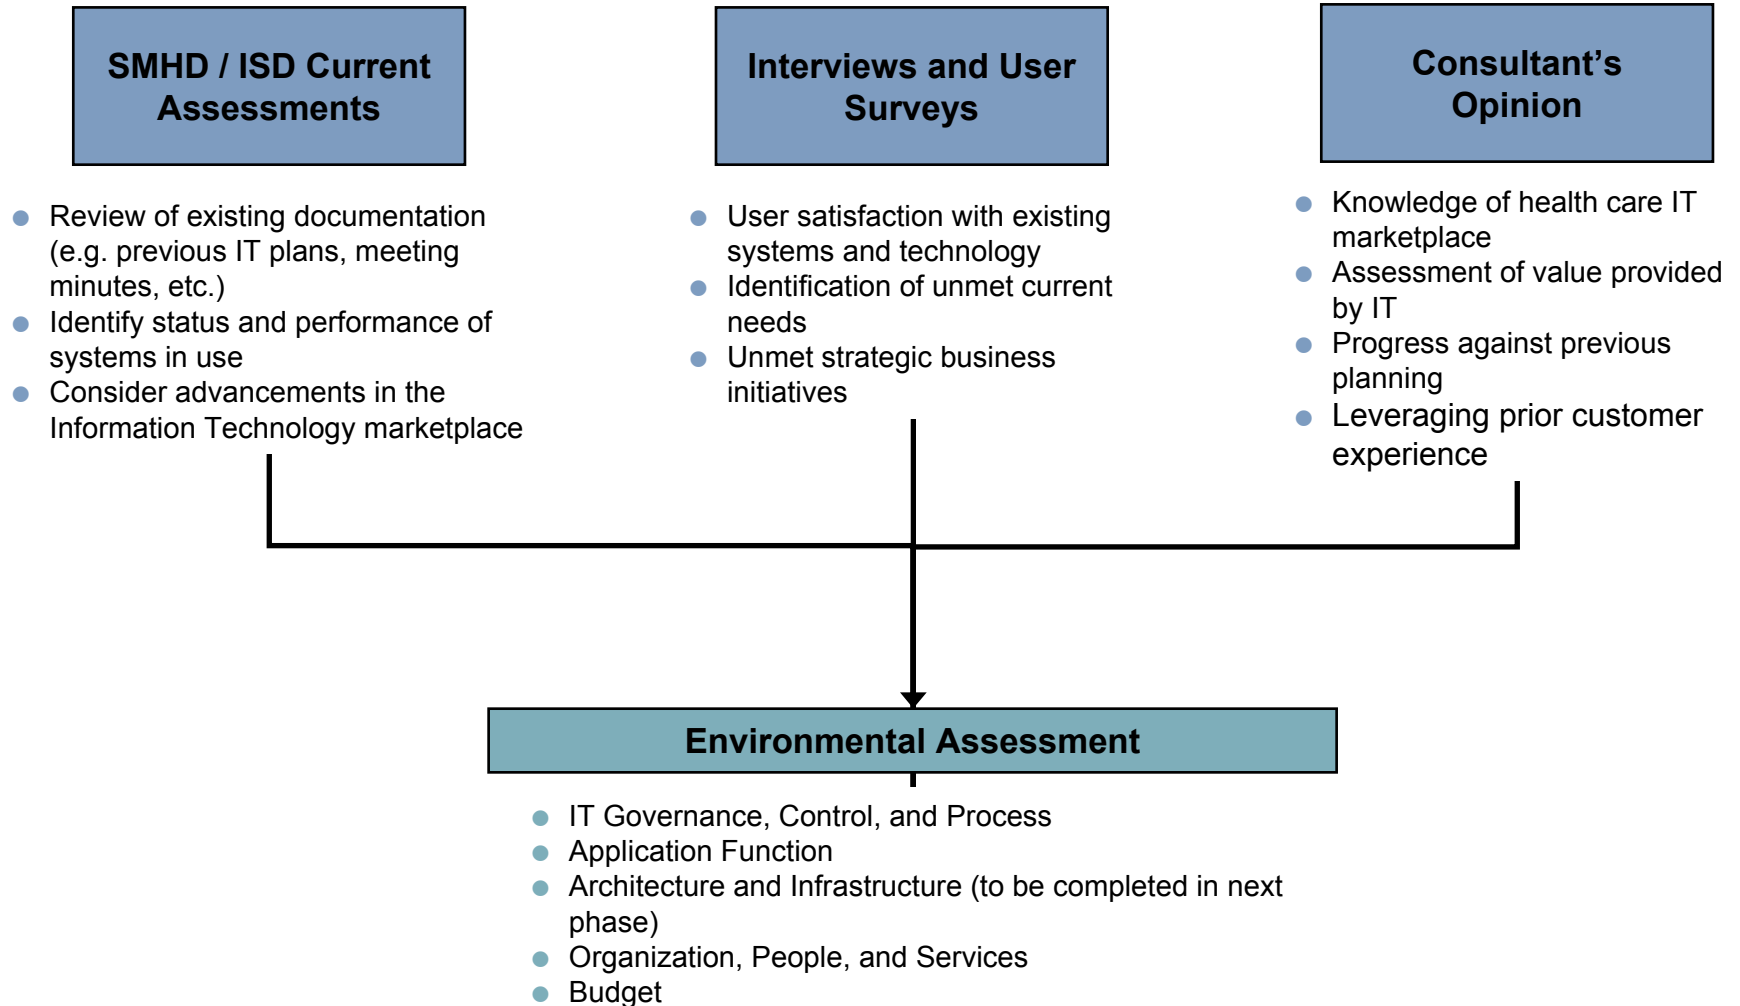 SMHD / ISD Current
Assessments
Interviews and User
Surveys
Consultant’s
Opinion
Review of existing documentation
(e.g. previous IT plans, meeting
minutes, etc.)
Identify status and performance of
systems in use
Consider advancements in the
Information Technology marketplace
User satisfaction with existing
systems and technology
Identification of unmet current
needs
Unmet strategic business
initiatives
Knowledge of health care IT
marketplace
Assessment of value provided
by IT
Progress against previous
planning
Leveraging prior customer
experience
Environmental Assessment
IT Governance, Control, and Process
Application Function
Architecture and Infrastructure (to be completed in next
phase)
Organization, People, and Services
Budget